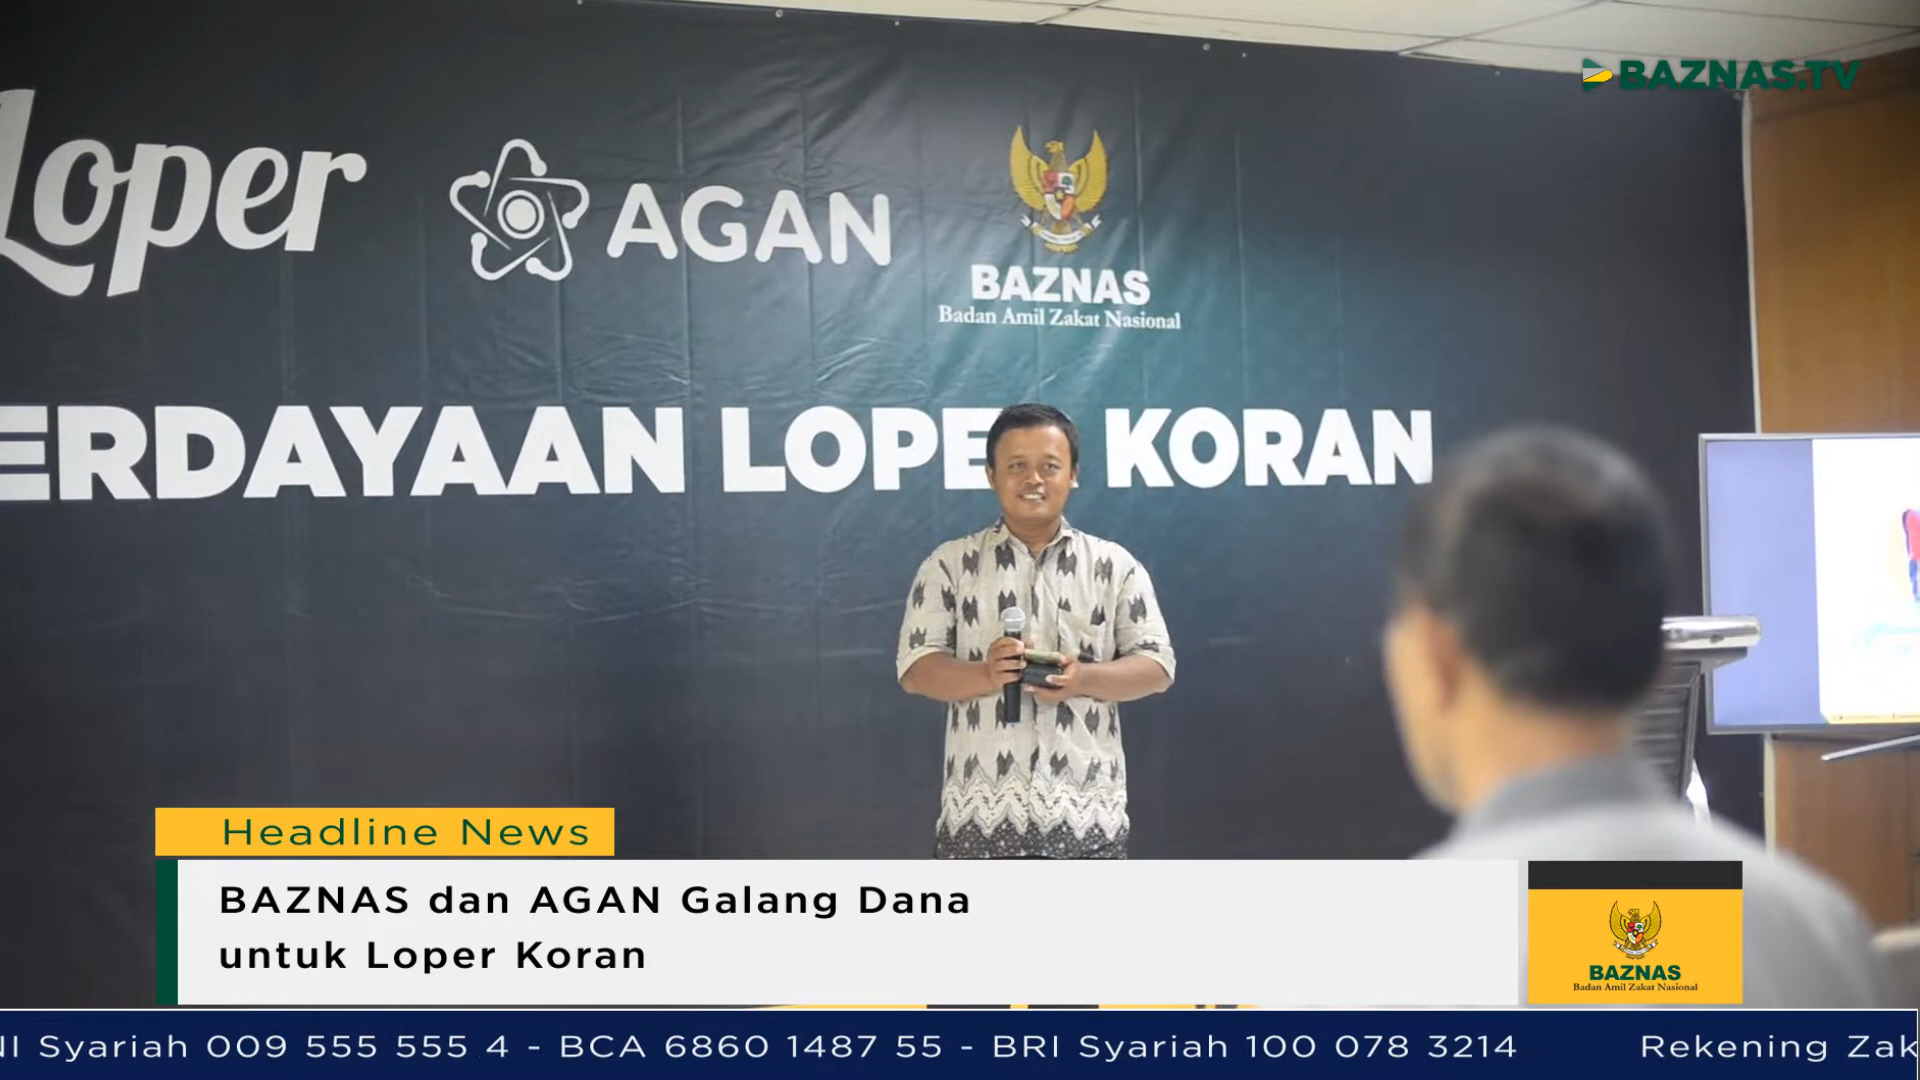 BAZNAS.TV
Loper
AGAN
BAZNAS
Badan Amil Zakat Nasional
ERDAYAAN LOPE KORAN
Headline News
BAZNAS dan AGAN Galang Dana
untuk Loper Koran
BAZNAS
Badan Amil Zakat Nasional
NI Syariah 009 555 555 4 - BCA 6860 1487 55 - BRI Syariah 100 078 3214 Rekening Zak